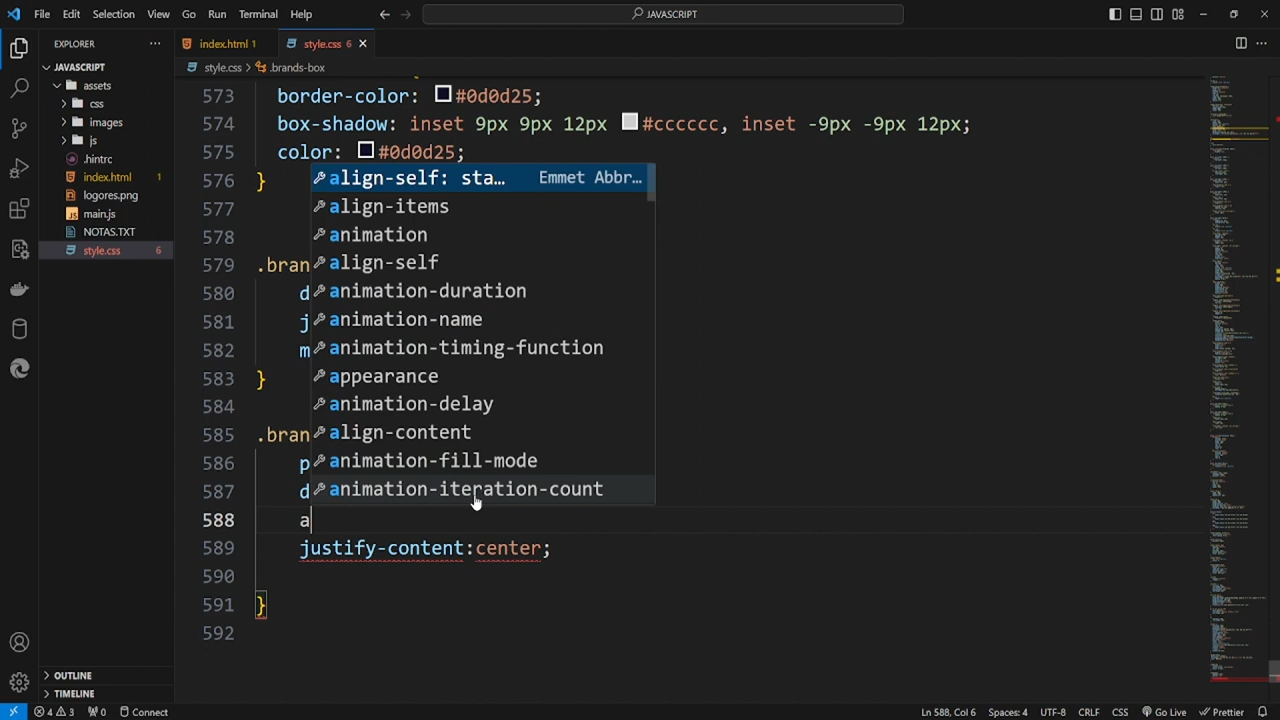 File Edit Selection View Go Run Terminal Help
JAVASCRIPT
EXPLORER
index.html 1
style.css 6
JAVASCRIPT
style.css > .brands-box
assets
css
images
js
.hintrc
index.html 1
logores.png
main.js
NOTAS.TXT
style.css 6
OUTLINE
TIMELINE
573 border-color: #0d0d25;
574 box-shadow: inset 9px 9px 12px #cccccc, inset -9px -9px 12px;
575 color: #0d0d25;
576 }
577
578
579 .bran
580 d
581 j
582 m
583 }
584
585 .bran
586 p
587 d
588 a
589 justify-content:center;
590
591 }
592
align-self: sta... Emmet Abbr...
align-items
animation
align-self
animation-duration
animation-name
animation-timing-function
appearance
animation-delay
align-content
animation-fill-mode
animation-iteration-count
4 3 0 Connect
Ln 588, Col 6 Spaces: 4 UTF-8 CRLF CSS Go Live Prettier